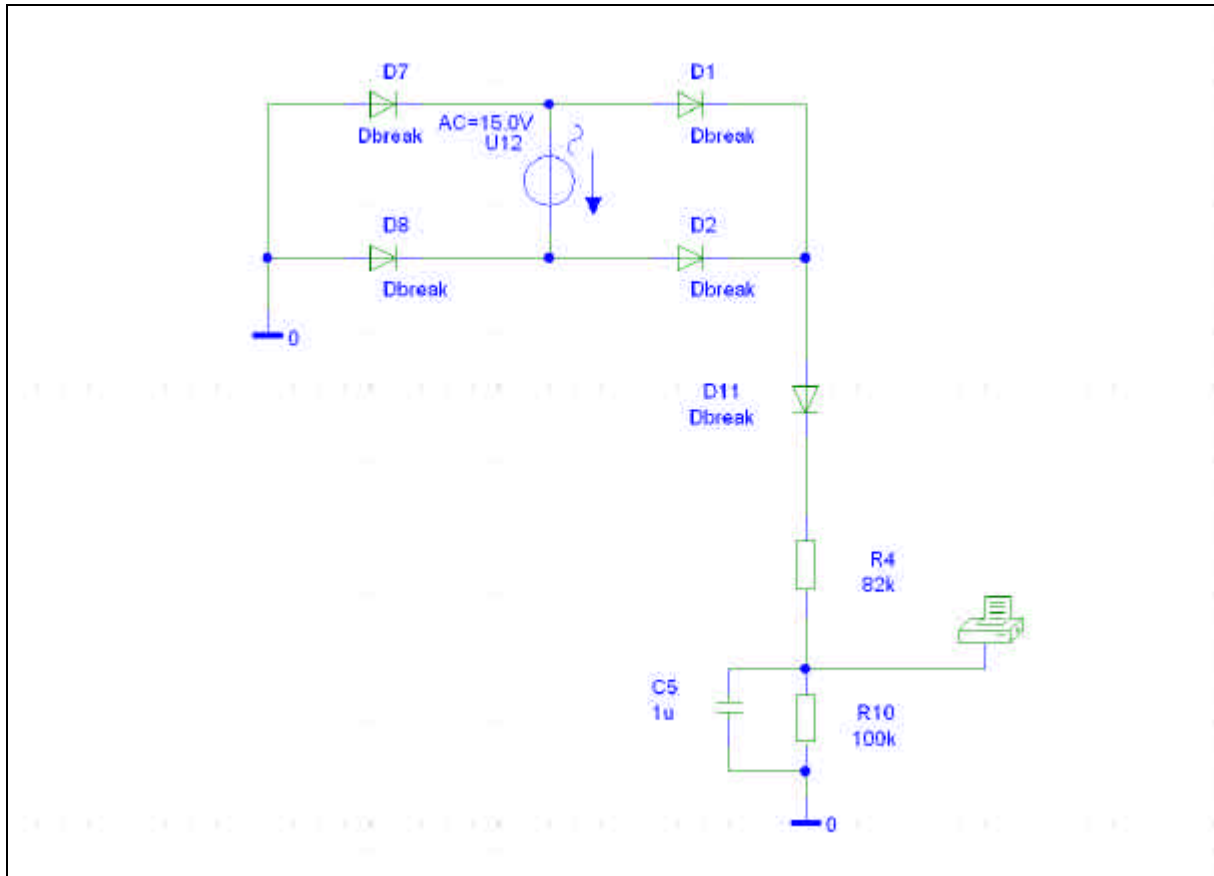 D7
Dbreak
D1
Dbreak
AC=15.0V
U12
D8
Dbreak
D2
Dbreak
0
D11
Dbreak
R4
82k
C5
1u
R10
100k
0